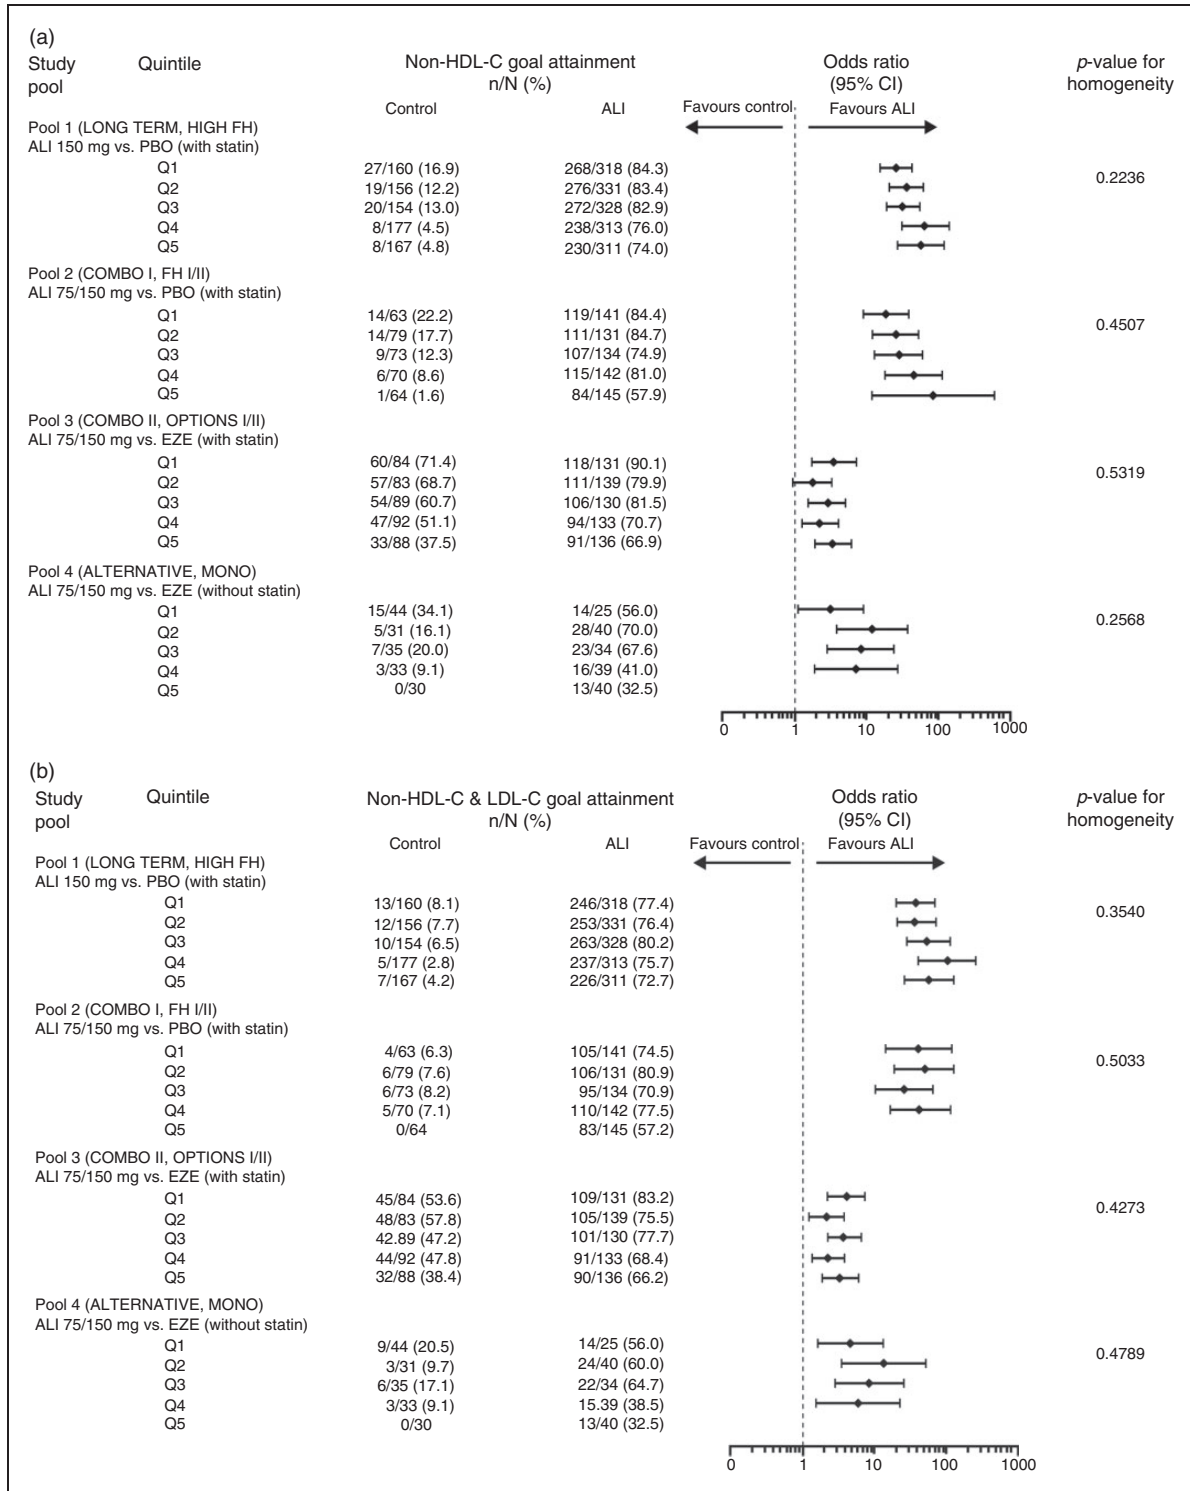 (a)
Study pool Quintile Non-HDL-C goal attainment n/N (%) Odds ratio (95% CI) p-value for homogeneity
Control ALI Favours control Favours ALI
Pool 1 (LONG TERM, HIGH FH)
ALI 150 mg vs. PBO (with statin)
Q1 27/160 (16.9) 268/318 (84.3)
0.2236
Q2 19/156 (12.2) 276/331 (83.4)
Q3 20/154 (13.0) 272/328 (82.9)
Q4 8/177 (4.5) 238/313 (76.0)
Q5 8/167 (4.8) 230/311 (74.0)
Pool 2 (COMBO I, FH I/II)
ALI 75/150 mg vs. PBO (with statin)
Q1 14/63 (22.2) 119/141 (84.4)
0.4507
Q2 14/79 (17.7) 111/131 (84.7)
Q3 9/73 (12.3) 107/134 (74.9)
Q4 6/70 (8.6) 115/142 (81.0)
Q5 1/64 (1.6) 84/145 (57.9)
Pool 3 (COMBO II, OPTIONS I/II)
ALI 75/150 mg vs. EZE (with statin)
Q1 60/84 (71.4) 118/131 (90.1)
0.5319
Q2 57/83 (68.7) 111/139 (79.9)
Q3 54/89 (60.7) 106/130 (81.5)
Q4 47/92 (51.1) 94/133 (70.7)
Q5 33/88 (37.5) 91/136 (66.9)
Pool 4 (ALTERNATIVE, MONO)
ALI 75/150 mg vs. EZE (without statin)
Q1 15/44 (34.1) 14/25 (56.0)
0.2568
Q2 5/31 (16.1) 28/40 (70.0)
Q3 7/35 (20.0) 23/34 (67.6)
Q4 3/33 (9.1) 16/39 (41.0)
Q5 0/30 13/40 (32.5)
0 1 10 100 1000
(b)
Study pool Quintile Non-HDL-C & LDL-C goal attainment n/N (%) Odds ratio (95% CI) p-value for homogeneity
Control ALI Favours control Favours ALI
Pool 1 (LONG TERM, HIGH FH)
ALI 150 mg vs. PBO (with statin)
Q1 13/160 (8.1) 246/318 (77.4)
0.3540
Q2 12/156 (7.7) 253/331 (76.4)
Q3 10/154 (6.5) 263/328 (80.2)
Q4 5/177 (2.8) 237/313 (75.7)
Q5 7/167 (4.2) 226/311 (72.7)
Pool 2 (COMBO I, FH I/II)
ALI 75/150 mg vs. PBO (with statin)
Q1 4/63 (6.3) 105/141 (74.5)
0.5033
Q2 6/79 (7.6) 106/131 (80.9)
Q3 6/73 (8.2) 95/134 (70.9)
Q4 5/70 (7.1) 110/142 (77.5)
Q5 0/64 83/145 (57.2)
Pool 3 (COMBO II, OPTIONS I/II)
ALI 75/150 mg vs. EZE (with statin)
Q1 45/84 (53.6) 109/131 (83.2)
0.4273
Q2 48/83 (57.8) 105/139 (75.5)
Q3 42.89 (47.2) 101/130 (77.7)
Q4 44/92 (47.8) 91/133 (68.4)
Q5 32/88 (38.4) 90/136 (66.2)
Pool 4 (ALTERNATIVE, MONO)
ALI 75/150 mg vs. EZE (without statin)
Q1 9/44 (20.5) 14/25 (56.0)
0.4789
Q2 3/31 (9.7) 24/40 (60.0)
Q3 6/35 (17.1) 22/34 (64.7)
Q4 3/33 (9.1) 15.39 (38.5)
Q5 0/30 13/40 (32.5)
0 1 10 100 1000